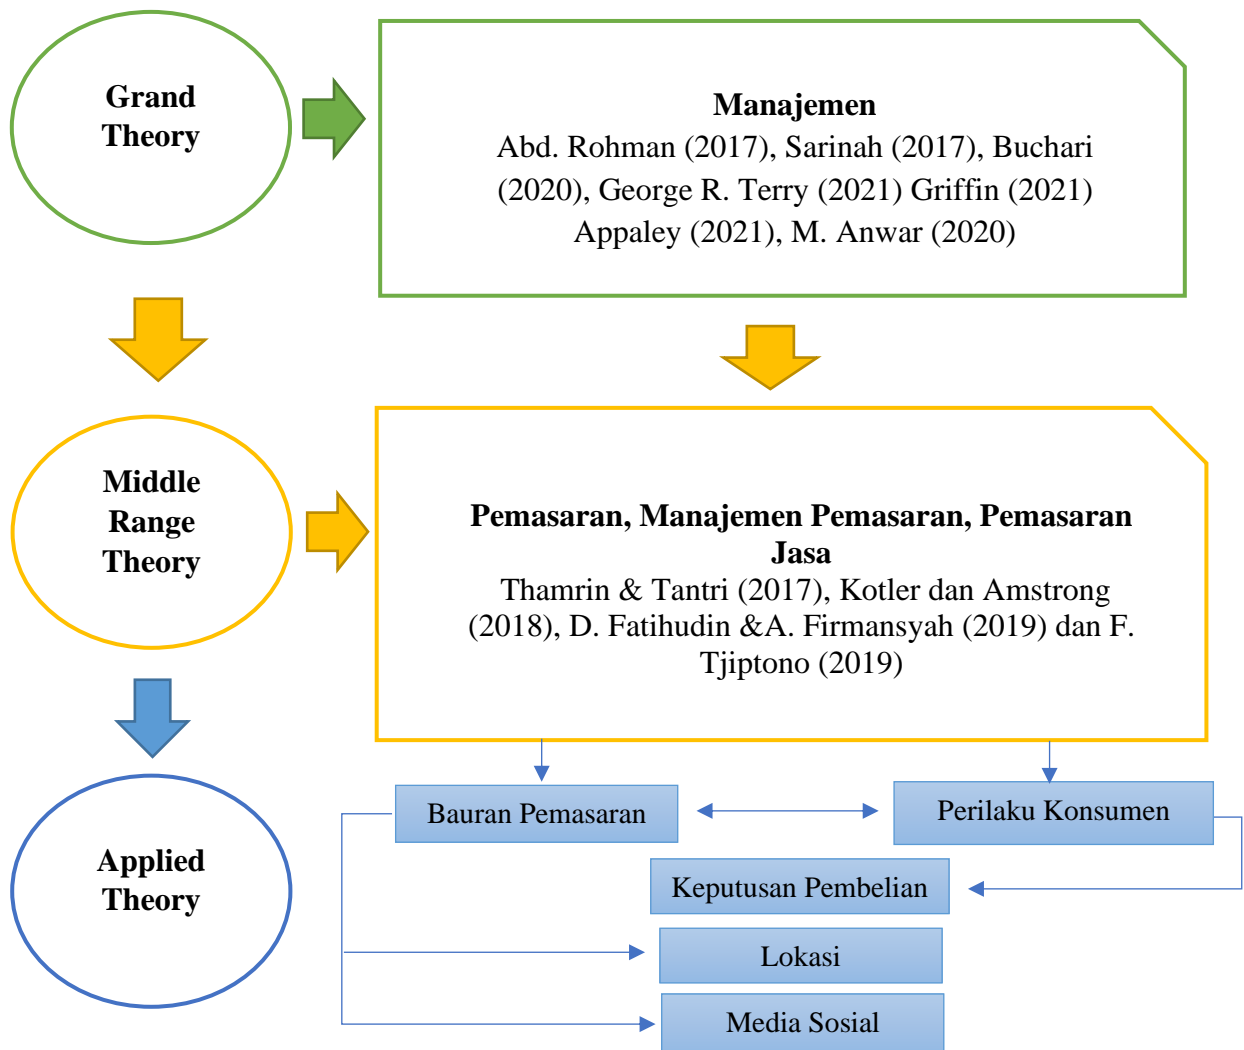 Grand
Theory
Manajemen
Abd. Rohman (2017), Sarinah (2017), Buchari
(2020), George R. Terry (2021) Griffin (2021)
Appaley (2021), M. Anwar (2020)
Middle
Range
Theory
Pemasaran, Manajemen Pemasaran, Pemasaran
Jasa
Thamrin & Tantri (2017), Kotler dan Amstrong
(2018), D. Fatihudin &A. Firmansyah (2019) dan F.
Tjiptono (2019)
Applied
Theory
Bauran Pemasaran
Perilaku Konsumen
Keputusan Pembelian
Lokasi
Media Sosial